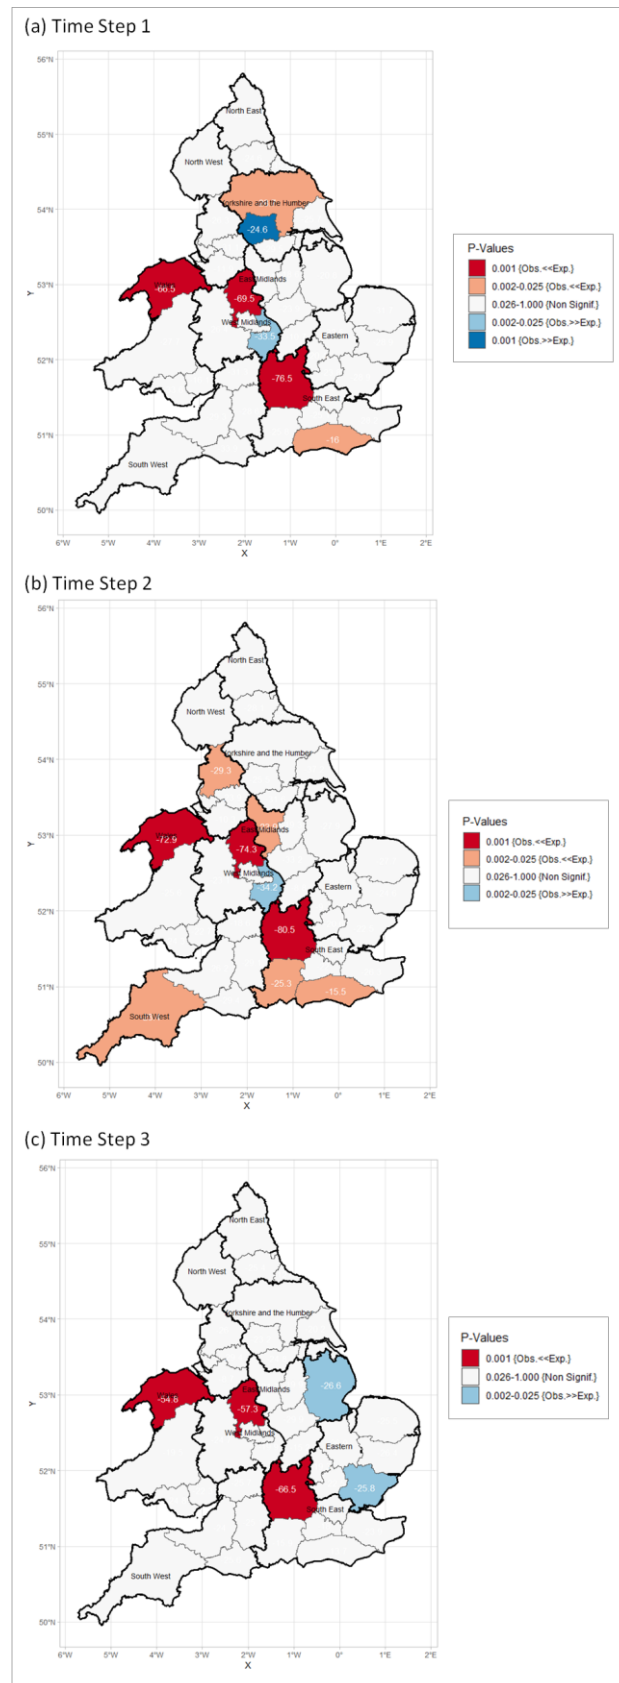 (a) Time Step 1
56°N
55°N
54°N
53°N
52°N
51°N
50°N
Y
North East
North West
Yorkshire and the Humber
-24.6
-66.5
East Midlands
-69.5
West Midlands
-33.5
Eastern
-76.5
South East
-16
South West
6°W 5°W 4°W 3°W 2°W 1°W 0° 1°E 2°E
X
P-Values
0.001 {Obs.<<Exp.}
0.002-0.025 {Obs.<<Exp.}
0.026-1.000 {Non Signif.}
0.002-0.025 {Obs.>>Exp.}
0.001 {Obs.>>Exp.}
(b) Time Step 2
56°N
55°N
54°N
53°N
52°N
51°N
50°N
Y
North East
North West
Yorkshire and the Humber
-29.3
-72.9
East Midlands
-74.3
West Midlands
-34.2
Eastern
-80.5
South East
-25.3
-15.5
South West
6°W 5°W 4°W 3°W 2°W 1°W 0° 1°E 2°E
X
P-Values
0.001 {Obs.<<Exp.}
0.002-0.025 {Obs.<<Exp.}
0.026-1.000 {Non Signif.}
0.002-0.025 {Obs.>>Exp.}
(c) Time Step 3
56°N
55°N
54°N
53°N
52°N
51°N
50°N
Y
North East
North West
Yorkshire and the Humber
-26.6
-54.8
East Midlands
-57.3
West Midlands
Eastern
-25.8
-66.5
South East
South West
6°W 5°W 4°W 3°W 2°W 1°W 0° 1°E 2°E
X
P-Values
0.001 {Obs.<<Exp.}
0.026-1.000 {Non Signif.}
0.002-0.025 {Obs.>>Exp.}